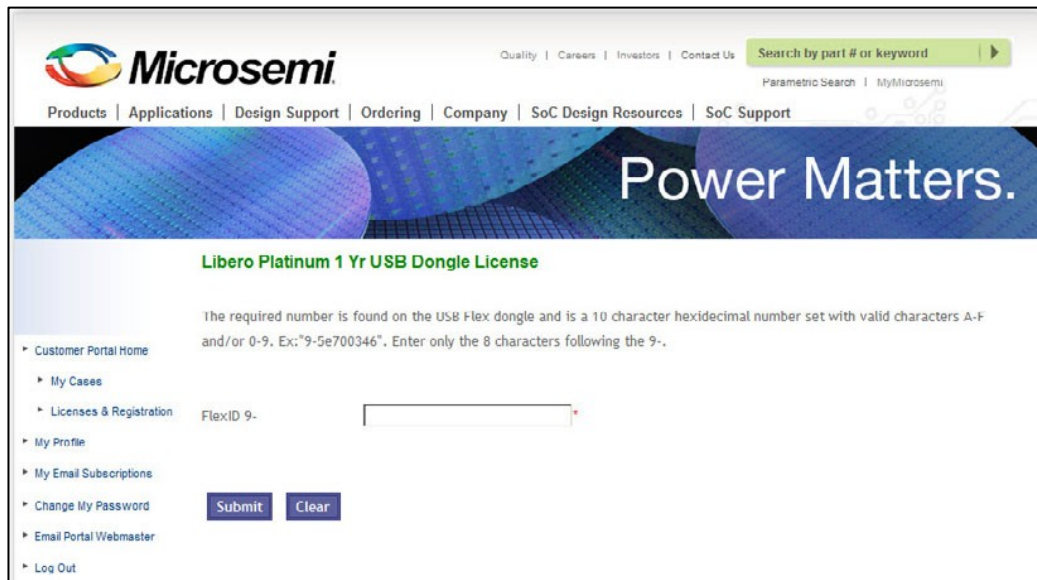 Microsemi
Quality | Careers | Investors | Contact Us
Search by part # or keyword
Parametric Search | MyMicrosemi
Products | Applications | Design Support | Ordering | Company | SoC Design Resources | SoC Support
Power Matters.
Libero Platinum 1 Yr USB Dongle License
The required number is found on the USB Flex dongle and is a 10 character hexidecimal number set with valid characters A-F
and/or 0-9. Ex:"9-5e700346". Enter only the 8 characters following the 9-.
Customer Portal Home
My Cases
Licenses & Registration
FlexID 9- *
My Profile
My Email Subscriptions
Change My Password
Submit Clear
Email Portal Webmaster
Log Out